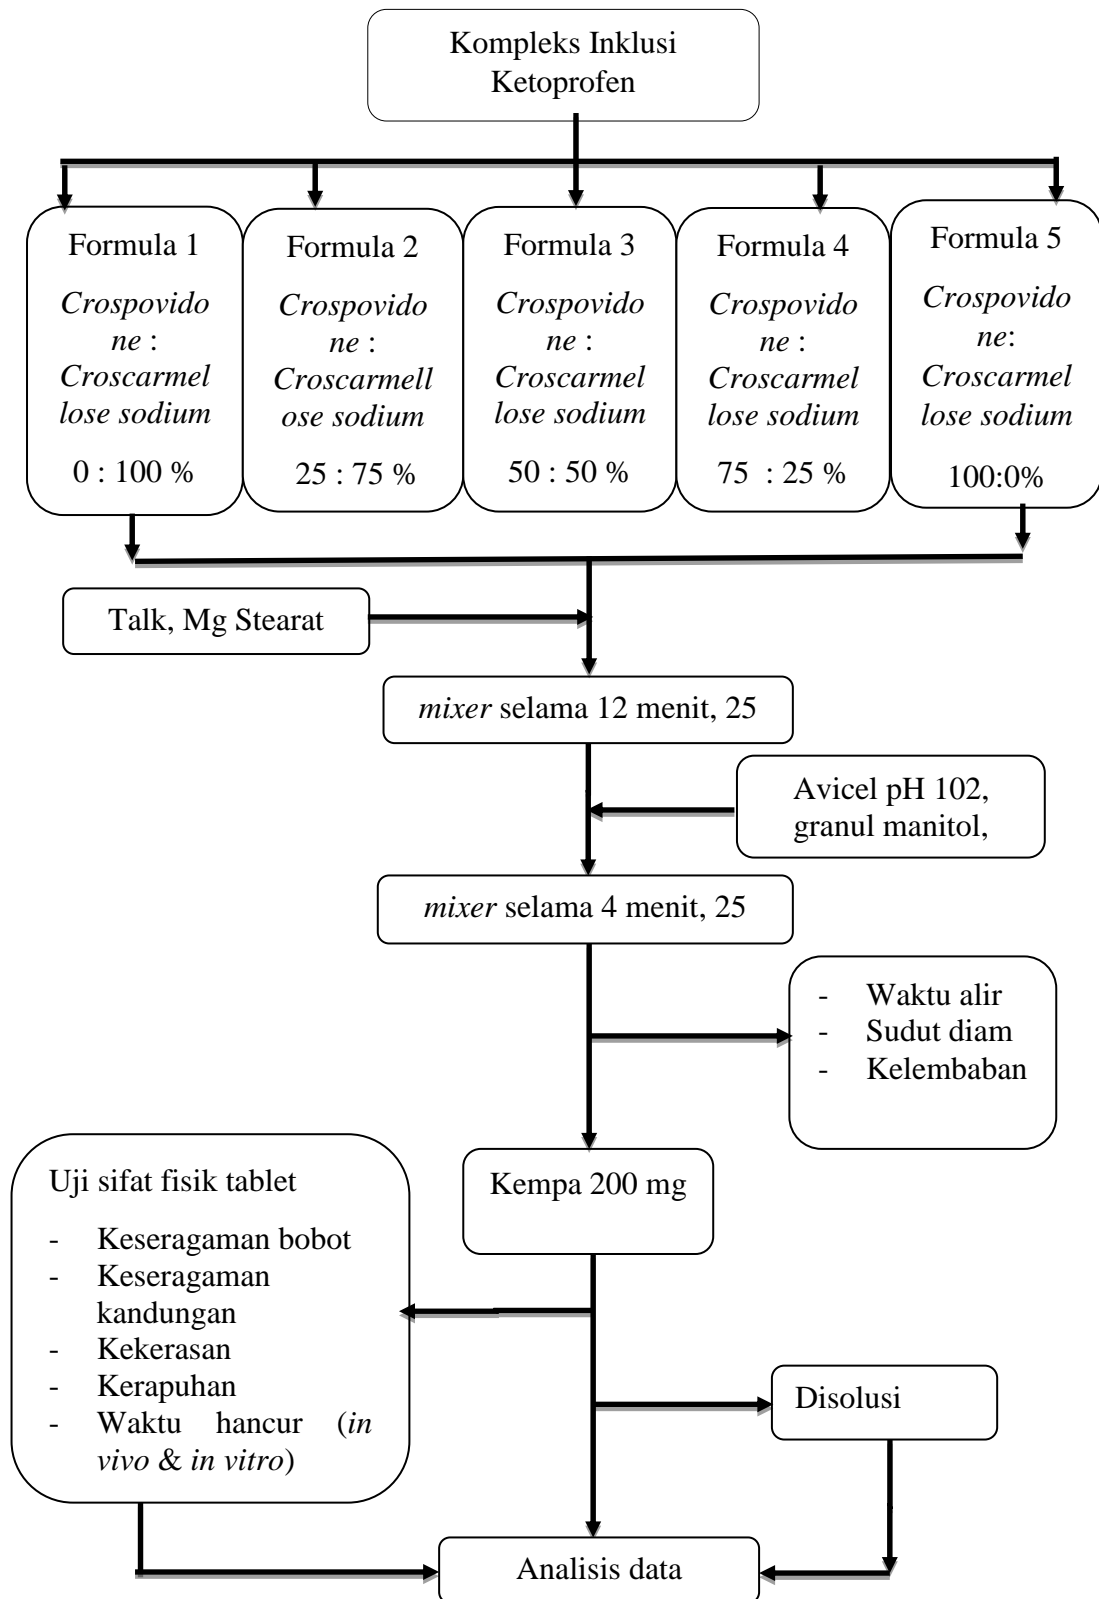 Kompleks Inklusi
Ketoprofen
Formula 1
Crospovido
ne :
Croscarmel
lose sodium
0 : 100 %
Formula 2
Crospovido
ne :
Croscarmell
ose sodium
25 : 75 %
Formula 3
Crospovido
ne :
Croscarmel
lose sodium
50 : 50 %
Formula 4
Crospovido
ne :
Croscarmel
lose sodium
75 : 25 %
Formula 5
Crospovido
ne:
Croscarmel
lose sodium
100:0%
Talk, Mg Stearat
mixer selama 12 menit, 25
Avicel pH 102,
granul manitol,
mixer selama 4 menit, 25
- Waktu alir
- Sudut diam
- Kelembaban
Kempa 200 mg
Uji sifat fisik tablet
- Keseragaman bobot
- Keseragaman
kandungan
- Kekerasan
- Kerapuhan
- Waktu hancur (in
vivo & in vitro)
Disolusi
Analisis data